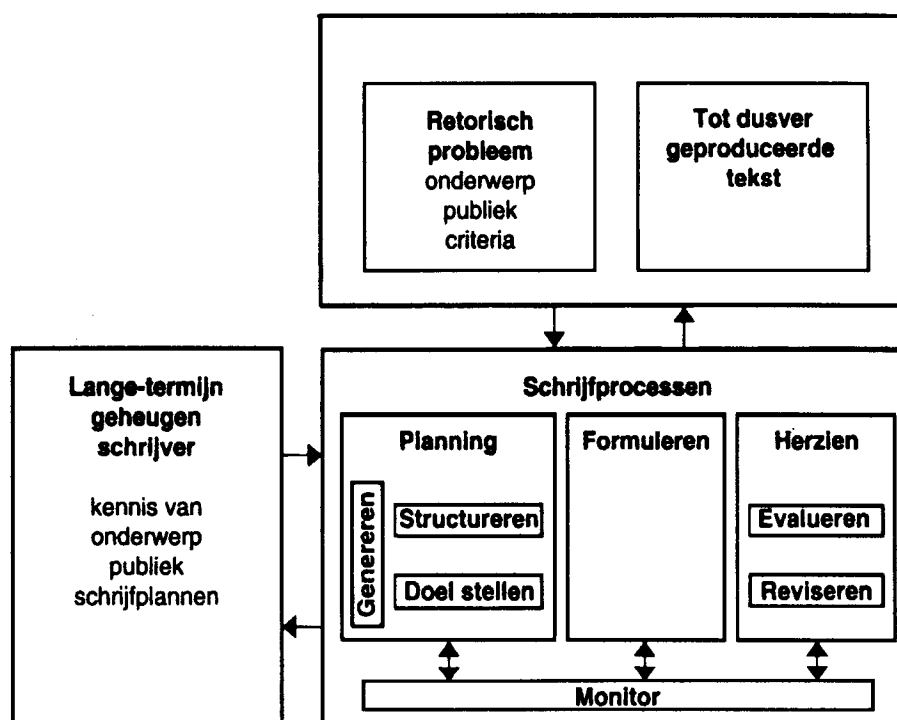 Retorisch
probleem
onderwerp
publiek
criteria
Tot dusver
geproduceerde
tekst
Lange-termijn
geheugen
schrijver
kennis van
onderwerp
publiek
schrijfplannen
Schrijfprocessen
Planning
Genereren
Structureren
Doel stellen
Formuleren
Herzien
Evalueren
Reviseren
Monitor